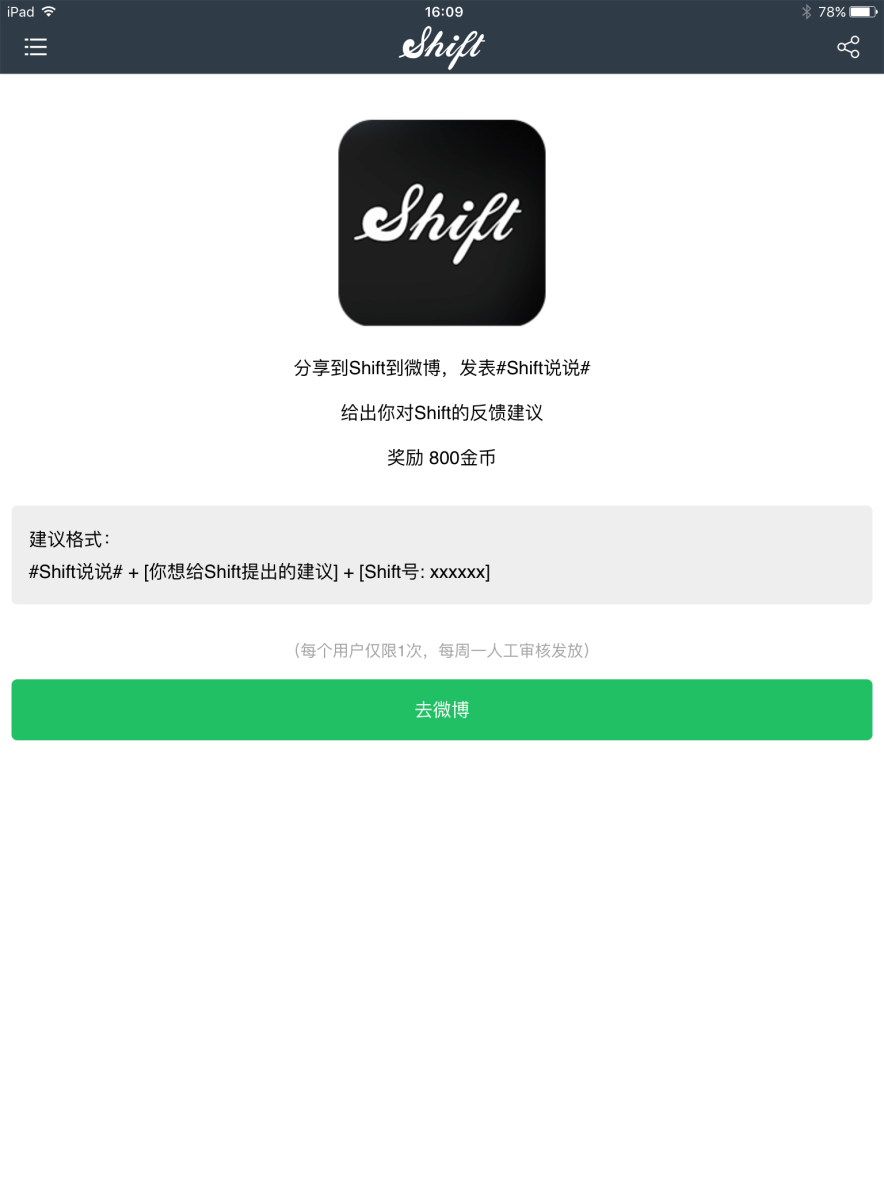 iPad 16:09 78%
Shift
Shift
分享到Shift到微博，发表#Shift说说#
给出你对Shift的反馈建议
奖励 800金币
建议格式：
#Shift说说# + [你想给Shift提出的建议] + [Shift号: xxxxxx]
（每个用户仅限1次，每周一人工审核发放）
去微博